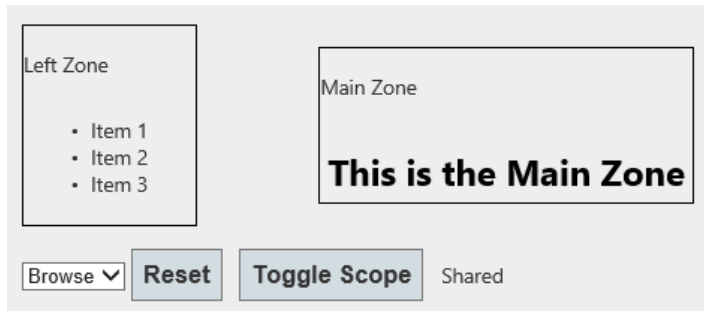 Left Zone
• Item 1
• Item 2
• Item 3
Main Zone
This is the Main Zone
Browse Reset Toggle Scope Shared